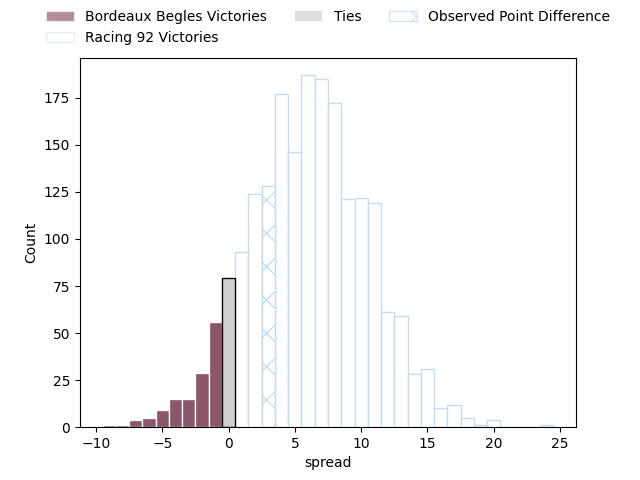 Bordeaux Begles Victories
Ties
Observed Point Difference
Racing 92 Victories
175
150
125
100
75
50
25
0
Count
−10
−5
0
5
10
15
20
25
spread